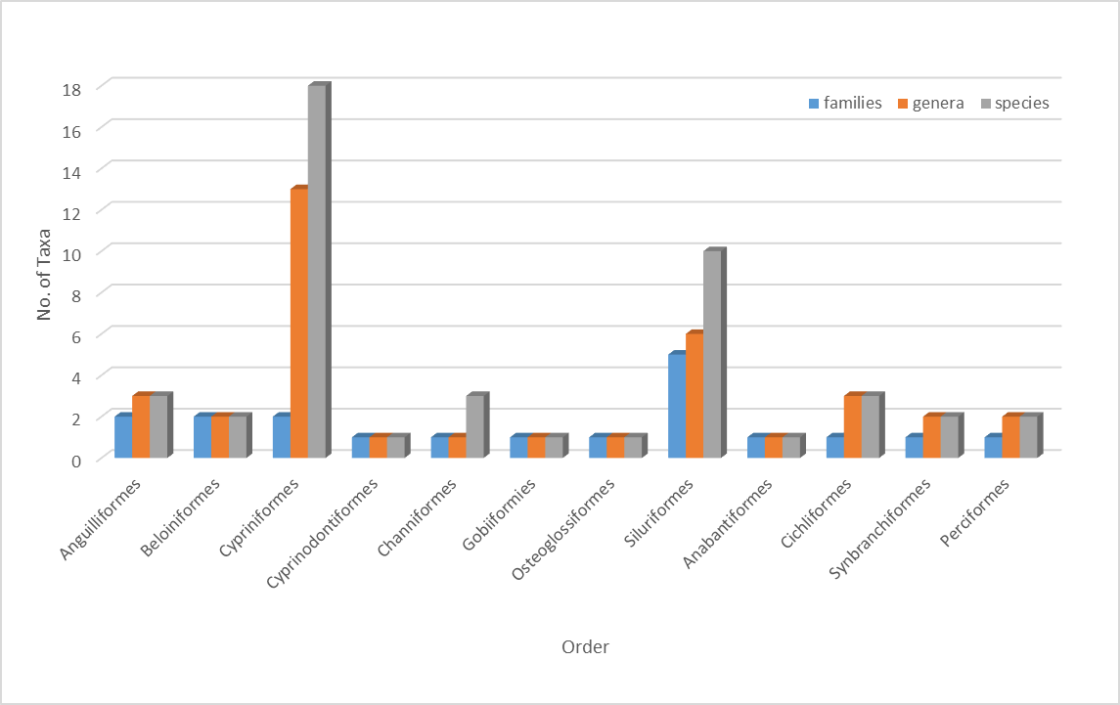 18
16
14
12
10
8
6
4
2
0
No. of Taxa
families genera species
Anguilliformes
Beloiniformes
Cypriniformes
Cyprinodontiformes
Channiformes
Gobiiformies
Osteoglossiformes
Siluriformes
Anabantiformes
Cichliformes
Synbranchiformes
Perciformes
Order